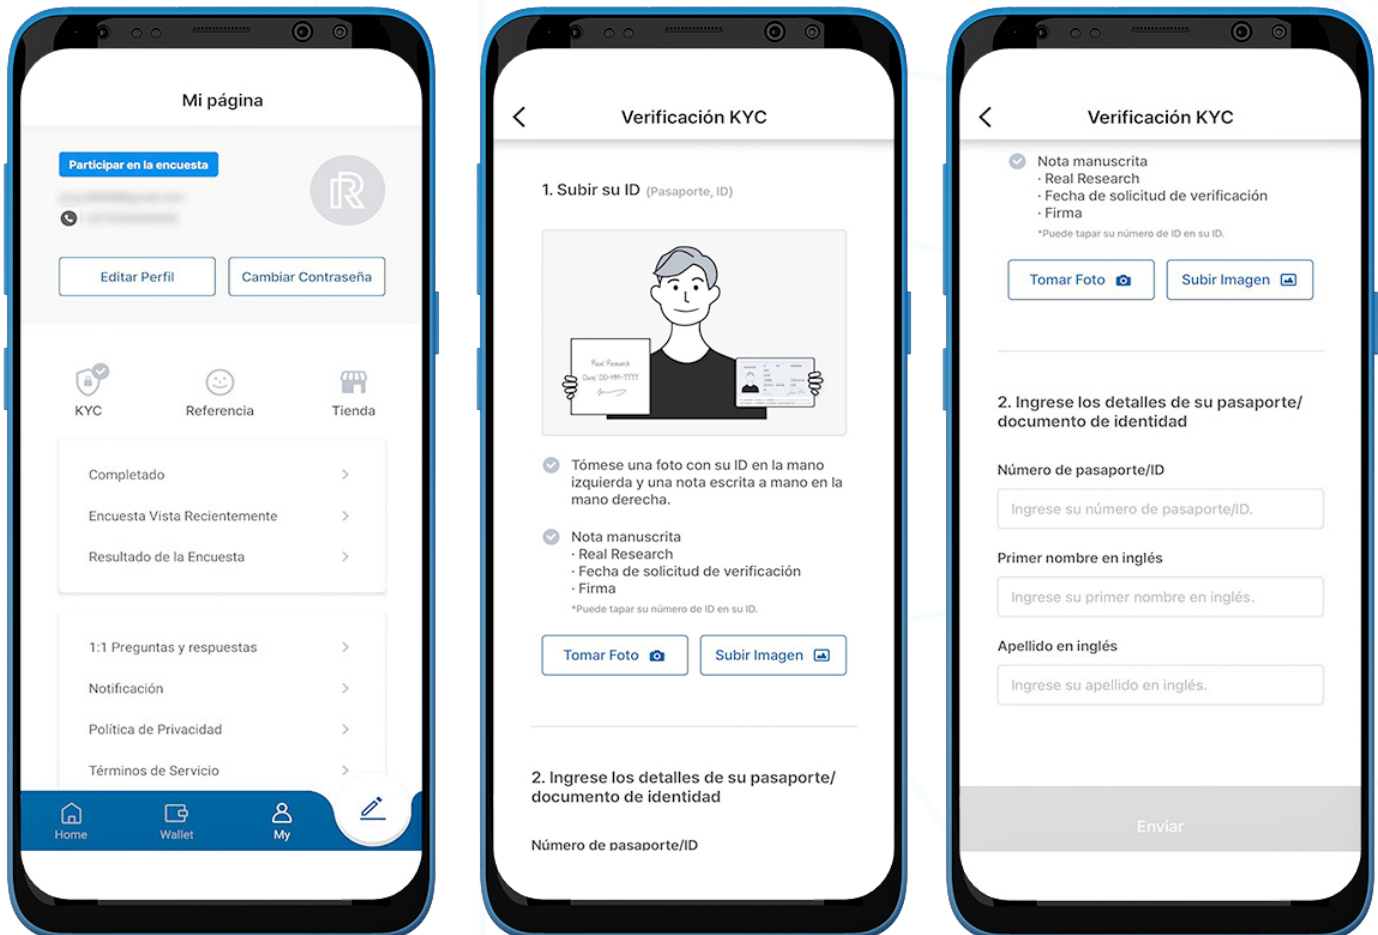 Mi página
Participar en la encuesta
Editar Perfil
Cambiar Contraseña
KYC
Referencia
Tienda
Completado
Encuesta Vista Recientemente
Resultado de la Encuesta
1:1 Preguntas y respuestas
Notificación
Política de Privacidad
Términos de Servicio
Home
Wallet
My
Verificación KYC
1. Subir su ID (Pasaporte, ID)
Real Research
Date: DD-MM-YYYY
Tómese una foto con su ID en la mano
izquierda y una nota escrita a mano en la
mano derecha.
Nota manuscrita
· Real Research
· Fecha de solicitud de verificación
· Firma
*Puede tapar su número de ID en su ID.
Tomar Foto
Subir Imagen
2. Ingrese los detalles de su pasaporte/
documento de identidad
Número de pasaporte/ID
Verificación KYC
Nota manuscrita
· Real Research
· Fecha de solicitud de verificación
· Firma
*Puede tapar su número de ID en su ID.
Tomar Foto
Subir Imagen
2. Ingrese los detalles de su pasaporte/
documento de identidad
Número de pasaporte/ID
Ingrese su número de pasaporte/ID.
Primer nombre en inglés
Ingrese su primer nombre en inglés.
Apellido en inglés
Ingrese su apellido en inglés.
Enviar